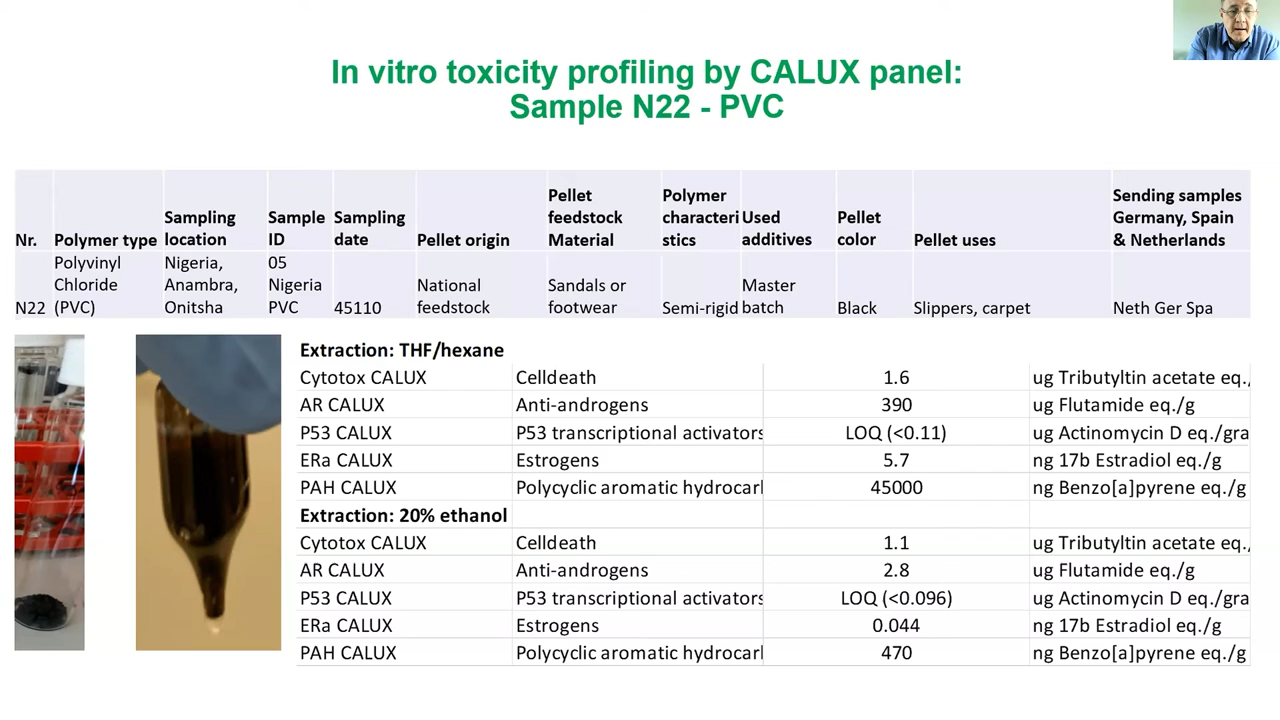 In vitro toxicity profiling by CALUX panel:
Sample N22 - PVC
Nr.
Polymer type
Sampling
location
Sample
ID
Sampling
date
Pellet origin
Pellet
feedstock
Material
Polymer
characteri
stics
Used
additives
Pellet
color
Pellet uses
Sending samples
Germany, Spain
& Netherlands
N22
Polyvinyl
Chloride
(PVC)
Nigeria,
Anambra,
Onitsha
05
Nigeria
PVC
45110
National
feedstock
Sandals or
footwear
Semi-rigid
Master
batch
Black
Slippers, carpet
Neth Ger Spa
Extraction: THF/hexane
Cytotox CALUX Celldeath 1.6 ug Tributyltin acetate eq./
AR CALUX Anti-androgens 390 ug Flutamide eq./g
P53 CALUX P53 transcriptional activators LOQ (<0.11) ug Actinomycin D eq./gra
ERa CALUX Estrogens 5.7 ng 17b Estradiol eq./g
PAH CALUX Polycyclic aromatic hydrocarl 45000 ng Benzo[a]pyrene eq./g
Extraction: 20% ethanol
Cytotox CALUX Celldeath 1.1 ug Tributyltin acetate eq./
AR CALUX Anti-androgens 2.8 ug Flutamide eq./g
P53 CALUX P53 transcriptional activators LOQ (<0.096) ug Actinomycin D eq./gra
ERa CALUX Estrogens 0.044 ng 17b Estradiol eq./g
PAH CALUX Polycyclic aromatic hydrocarl 470 ng Benzo[a]pyrene eq./g